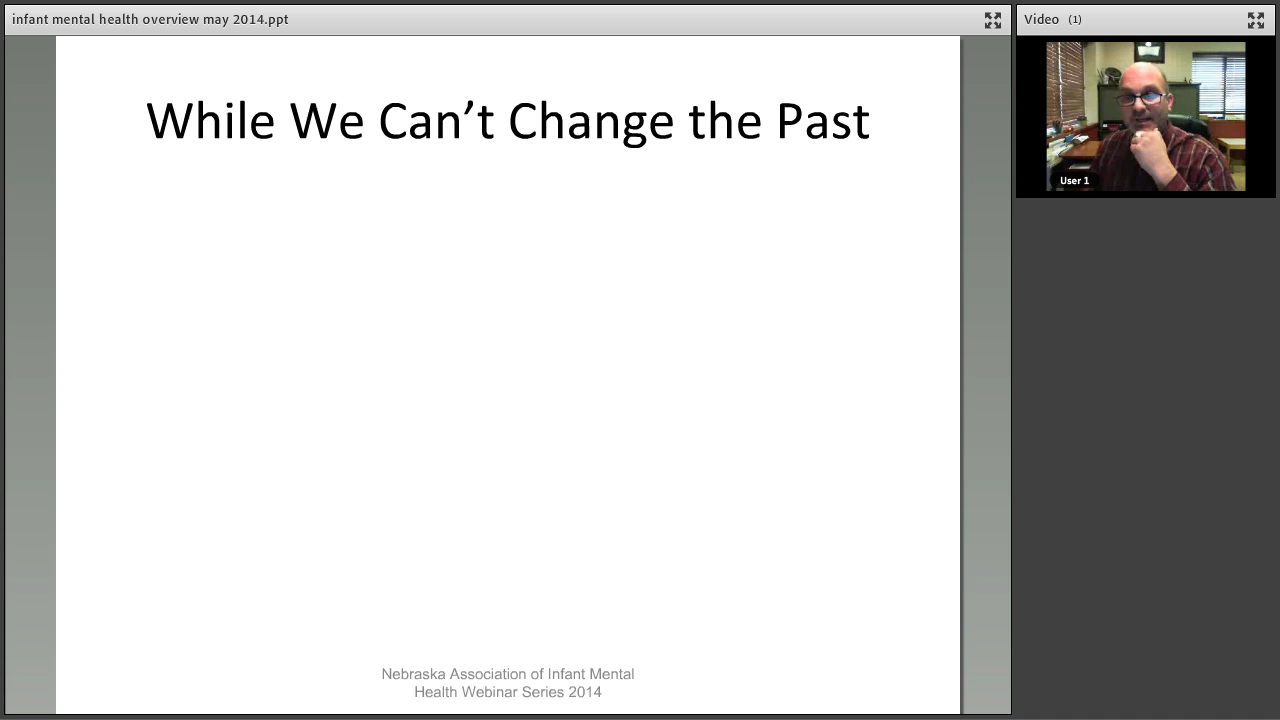 infant mental health overview may 2014.ppt
Video (1)
While We Can’t Change the Past
User 1
Nebraska Association of Infant Mental
Health Webinar Series 2014